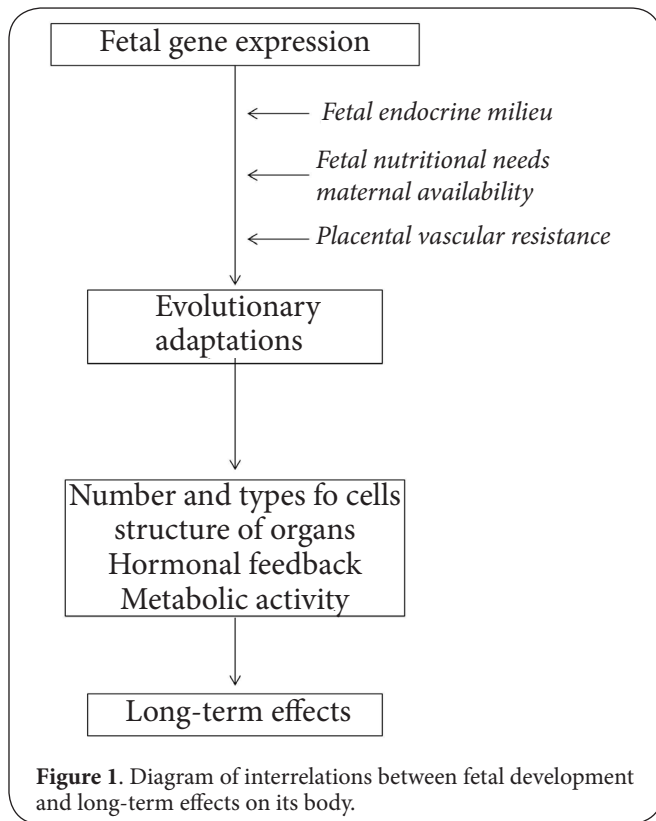 Fetal gene expression
Fetal endocrine milieu
Fetal nutritional needs
maternal availability
Placental vascular resistance
Evolutionary
adaptations
Number and types fo cells
structure of organs
Hormonal feedback
Metabolic activity
Long-term effects
Figure 1. Diagram of interrelations between fetal development
and long-term effects on its body.